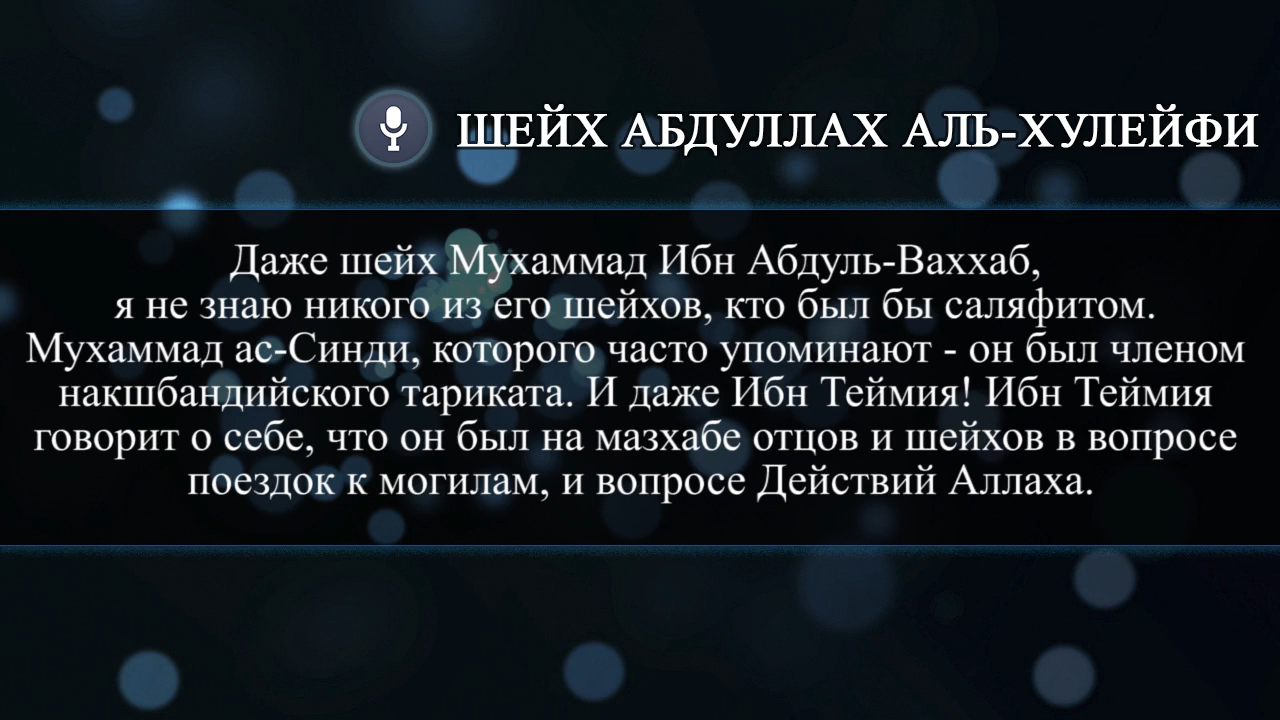 ШЕЙХ АБДУЛЛАХ АЛЬ-ХУЛЕЙФИ
Даже шейх Мухаммад Ибн Абдуль-Ваххаб,
я не знаю никого из его шейхов, кто был бы саляфитом.
Мухаммад ас-Синди, которого часто упоминают - он был членом
накшбандийского тариката. И даже Ибн Теймия! Ибн Теймия
говорит о себе, что он был на мазхабе отцов и шейхов в вопросе
поездок к могилам, и вопросе Действий Аллаха.